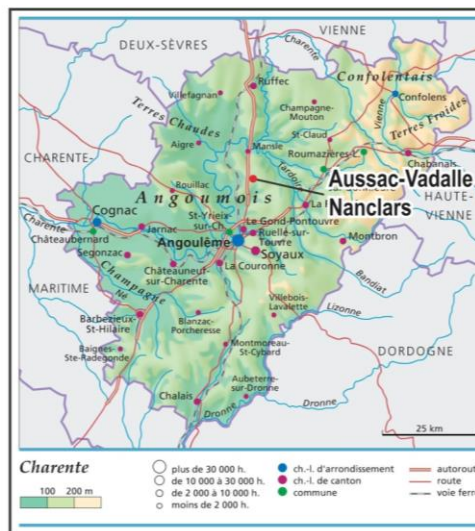 VIENNE
DEUX-SÈVRES
Charente
Ruffec
Confolentais
Villefagnan
Confolens
Terres Chaudes
Champagne-
Mouton
Vienne
Terres Froides
St-Claud
Aigre
Mansle
Roumazières-L.
Chabanais
CHARENTE-
Tardoire
Aussac-Vadalle
Rouillac
Angoumois
HAUTE-
VIENNE
Nanclars
Cognac
St-Yrieix-
sur-Ch.
Le Gond-Pontouvre
Charente
Jarnac
Ruelle-sur-
Touvre
Châteaubernard
Angoulême
Montbron
Segonzac
Soyaux
Champagne
Châteauneuf-
sur-Charente
La Couronne
Bandiat
MARITIME
Né
Villebois-
Lavalette
Lizonne
Barbezieux-
St-Hilaire
Blanzac-
Porcheresse
Baignes-
Ste-Radegonde
Montmoreau-
St-Cybard
DORDOGNE
Aubeterre-
sur-Dronne
Chalais
Dronne
Dronne
25 km
Charente
100 200 m
plus de 30 000 h.
de 10 000 à 30 000 h.
de 2 000 à 10 000 h.
moins de 2 000 h.
ch.-l. d'arrondissement
ch.-l. de canton
commune
autorout
route
voie ferr